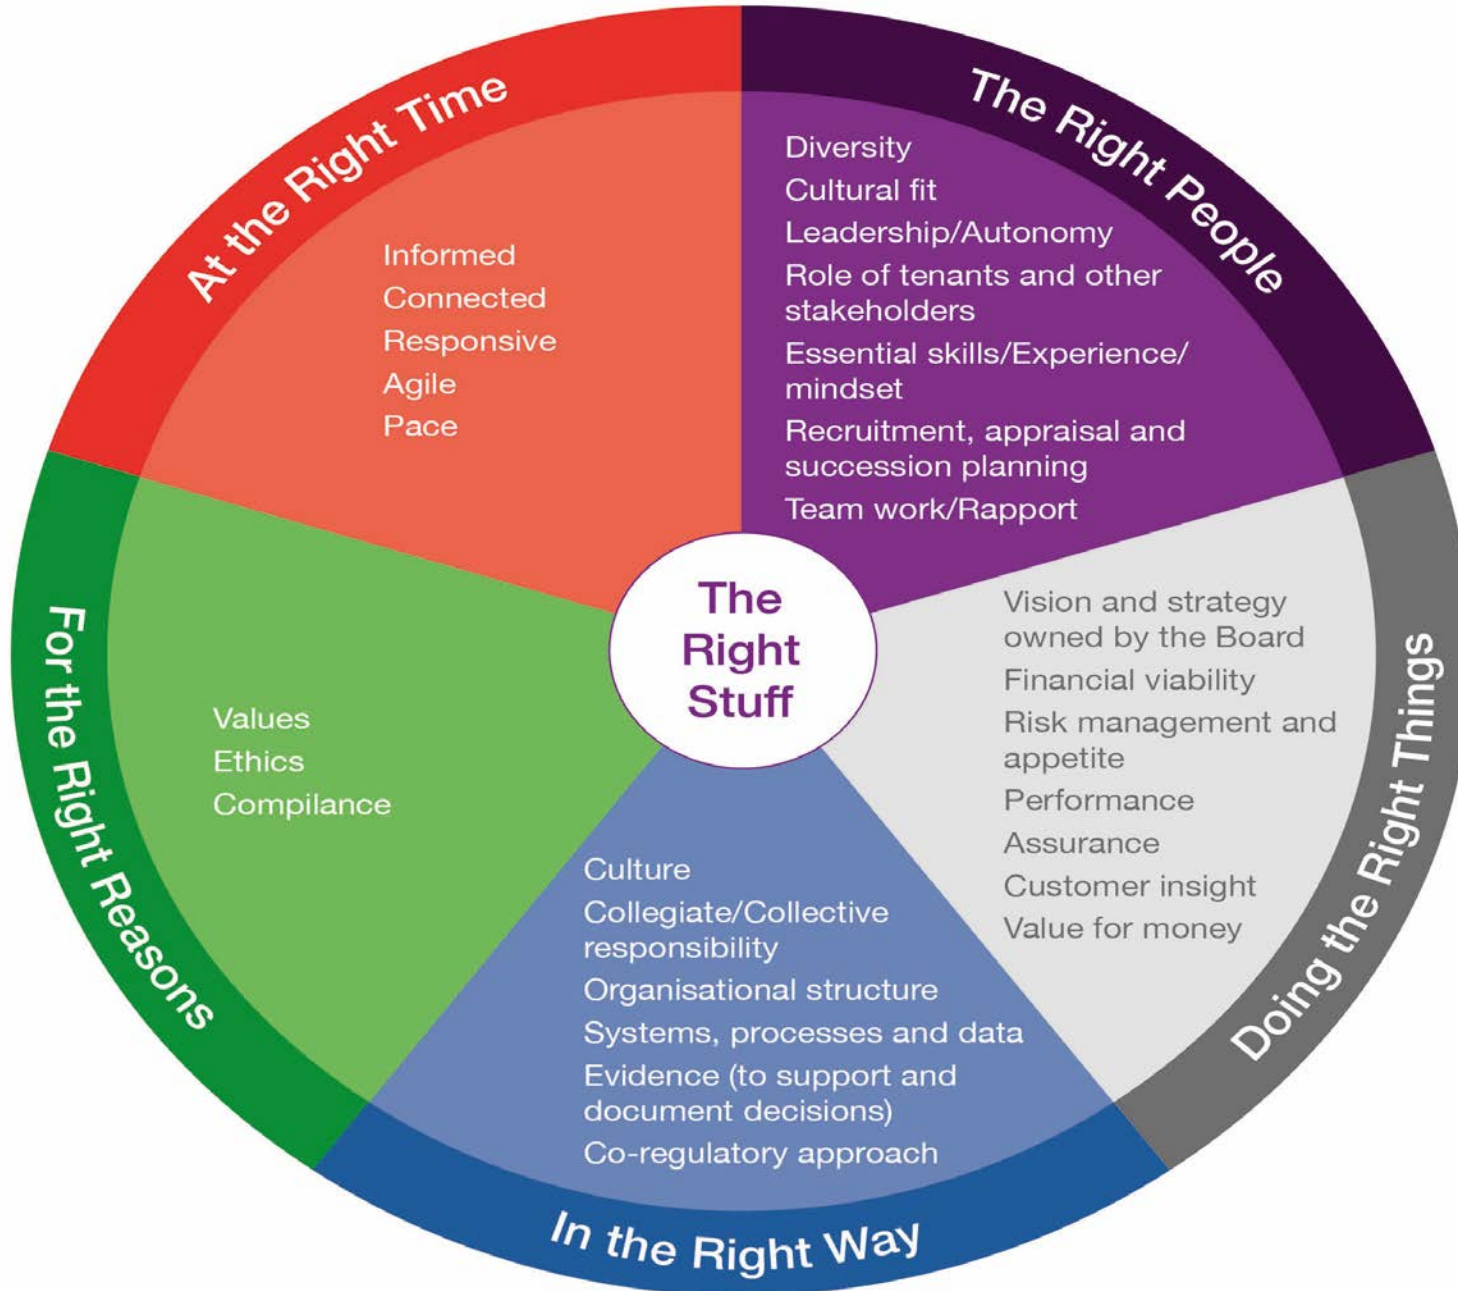 The Right People
Diversity
Cultural fit
Leadership/Autonomy
Role of tenants and other
stakeholders
Essential skills/Experience/
mindset
Recruitment, appraisal and
succession planning
Team work/Rapport
Doing the Right Things
Vision and strategy
owned by the Board
Financial viability
Risk management and
appetite
Performance
Assurance
Customer insight
Value for money
In the Right Way
Culture
Collegiate/Collective
responsibility
Organisational structure
Systems, processes and data
Evidence (to support and
document decisions)
Co-regulatory approach
For the Right Reasons
Values
Ethics
Compilance
At the Right Time
Informed
Connected
Responsive
Agile
Pace
The
Right
Stuff